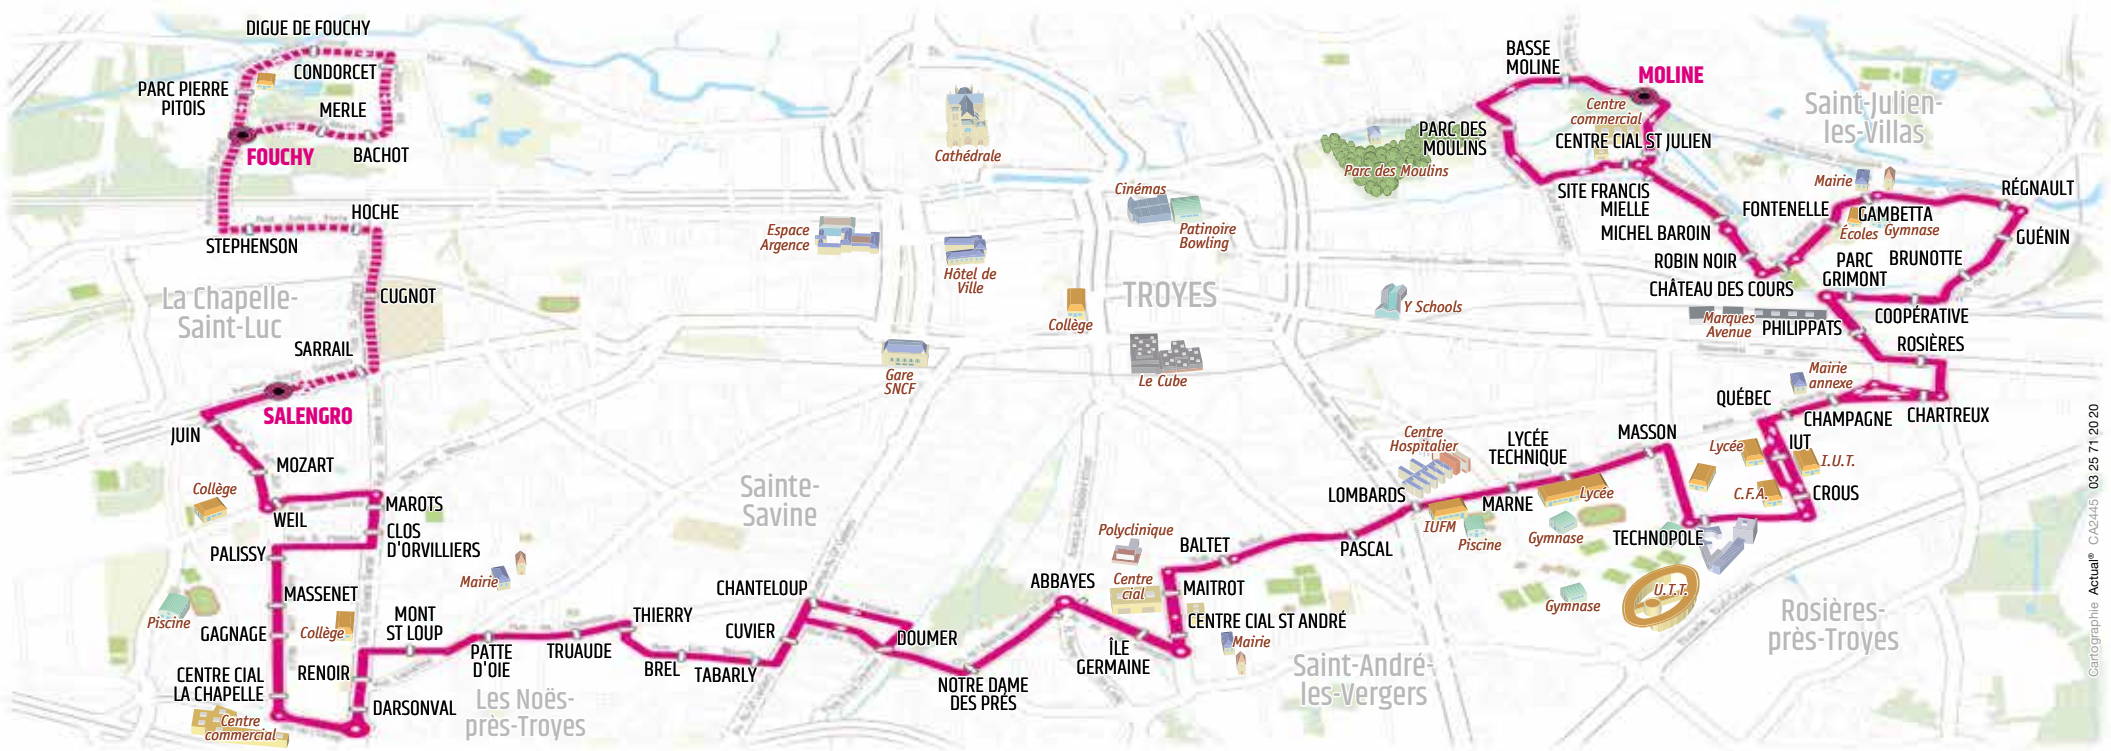 DIGUE DE FOUCHY
CONDORCET
PARC PIERRE
PITOIS
MERLE
FOUCHY
BACHOT
HOCHE
STEPHENSON
La Chapelle-
Saint-Luc
CUGNOT
SARRAIL
SALENGRO
JUIN
MOZART
Collège
WEIL
MAROTS
CLOS
D'ORVILLIERS
PALISSY
MASSENET
Piscine
GAGNAGE
Collège
CENTRE CIAL
LA CHAPELLE
RENOIR
Centre
commercial
DARSONVAL
MONT
ST LOUP
Mairie
PATTE
D'OIE
Les Noës-
près-Troyes
TRUAUDE
THIERRY
BREL
TABARLY
CUVIER
CHANTELOUP
Sainte-
Savine
DOUMER
NOTRE DAME
DES PRÉS
ABBAYES
ÎLE
GERMAINE
Polyclinique
Centre
cial
BALTET
MAITROT
CENTRE CIAL ST ANDRÉ
Mairie
Saint-André-
les-Vergers
Cathédrale
Espace
Argence
Hôtel de
Ville
Gare
SNCF
Cinémas
Patinoire
Bowling
TROYES
Collège
Le Cube
Y Schools
Parc des Moulins
PARC DES
MOULINS
BASSE
MOLINE
MOLINE
Centre
commercial
CENTRE CIAL ST JULIEN
Saint-Julien-
les-Villas
SITE FRANCIS
MIELLE
MICHEL BAROIN
ROBIN NOIR
CHÂTEAU DES COURS
Mairie
FONTENELLE
GAMBETTA
Écoles
Gymnase
RÉGNAULT
GUÉNIN
BRUNOTTE
PARC
GRIMONT
COOPÉRATIVE
Marques
Avenue
PHILIPPATS
ROSIÈRES
Mairie
annexe
QUÉBEC
CHAMPAGNE
CHARTREUX
IUT
I.U.T.
Lycée
C.F.A.
CROUS
MASSON
TECHNOPOLE
U.T.T.
LYCÉE
TECHNIQUE
Lycée
Gymnase
Gymnase
MARNE
Centre
Hospitalier
LOMBARDS
IUFM
Piscine
PASCAL
Rosières-
près-Troyes
Cartographie Actual® CA2445 03 25 71 20 20